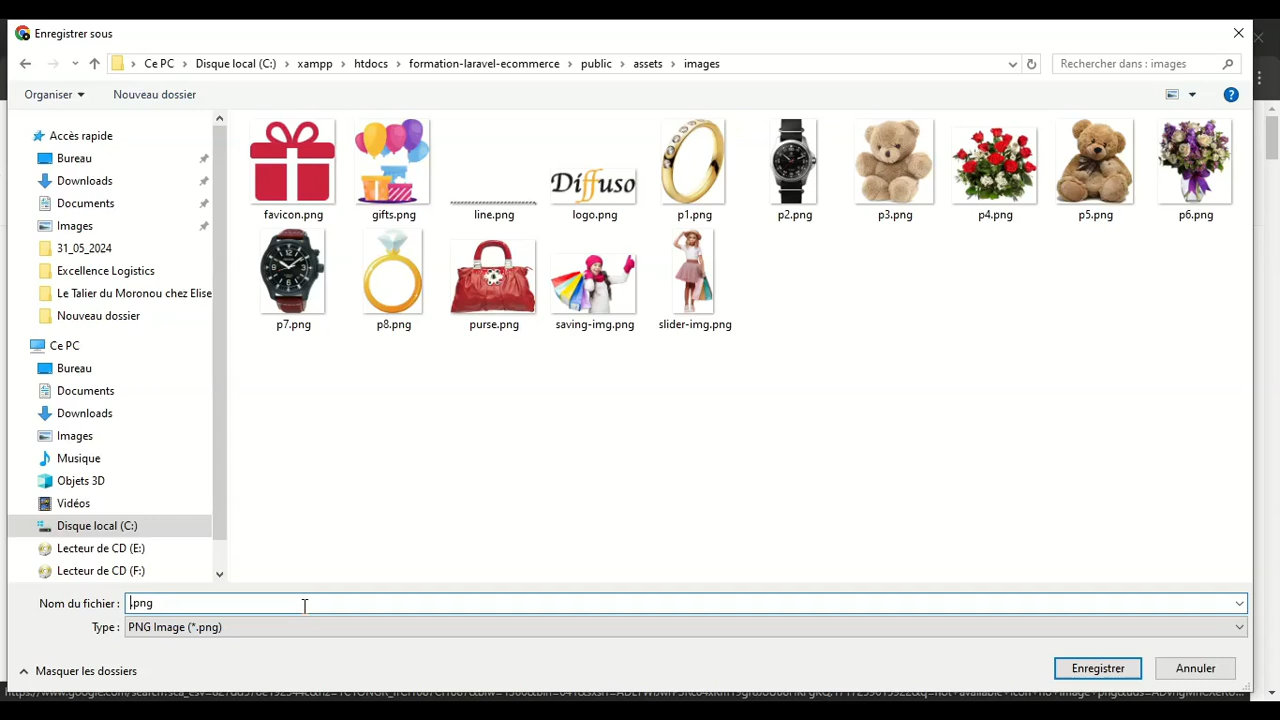 Enregistrer sous
Ce PC > Disque local (C:) > xampp > htdocs > formation-laravel-ecommerce > public > assets > images
Rechercher dans : images
Organiser
Nouveau dossier
Accès rapide
Bureau
Downloads
Documents
Images
31_05_2024
Excellence Logistics
Le Talier du Moronou chez Elise
Nouveau dossier
Ce PC
Bureau
Documents
Downloads
Images
Musique
Objets 3D
Vidéos
Disque local (C:)
Lecteur de CD (E:)
Lecteur de CD (F:)
Diffuso
favicon.png
gifts.png
line.png
logo.png
p1.png
p2.png
p3.png
p4.png
p5.png
p6.png
p7.png
p8.png
purse.png
saving-img.png
slider-img.png
Nom du fichier :
.png
Type :
PNG Image (*.png)
Masquer les dossiers
Enregistrer
Annuler